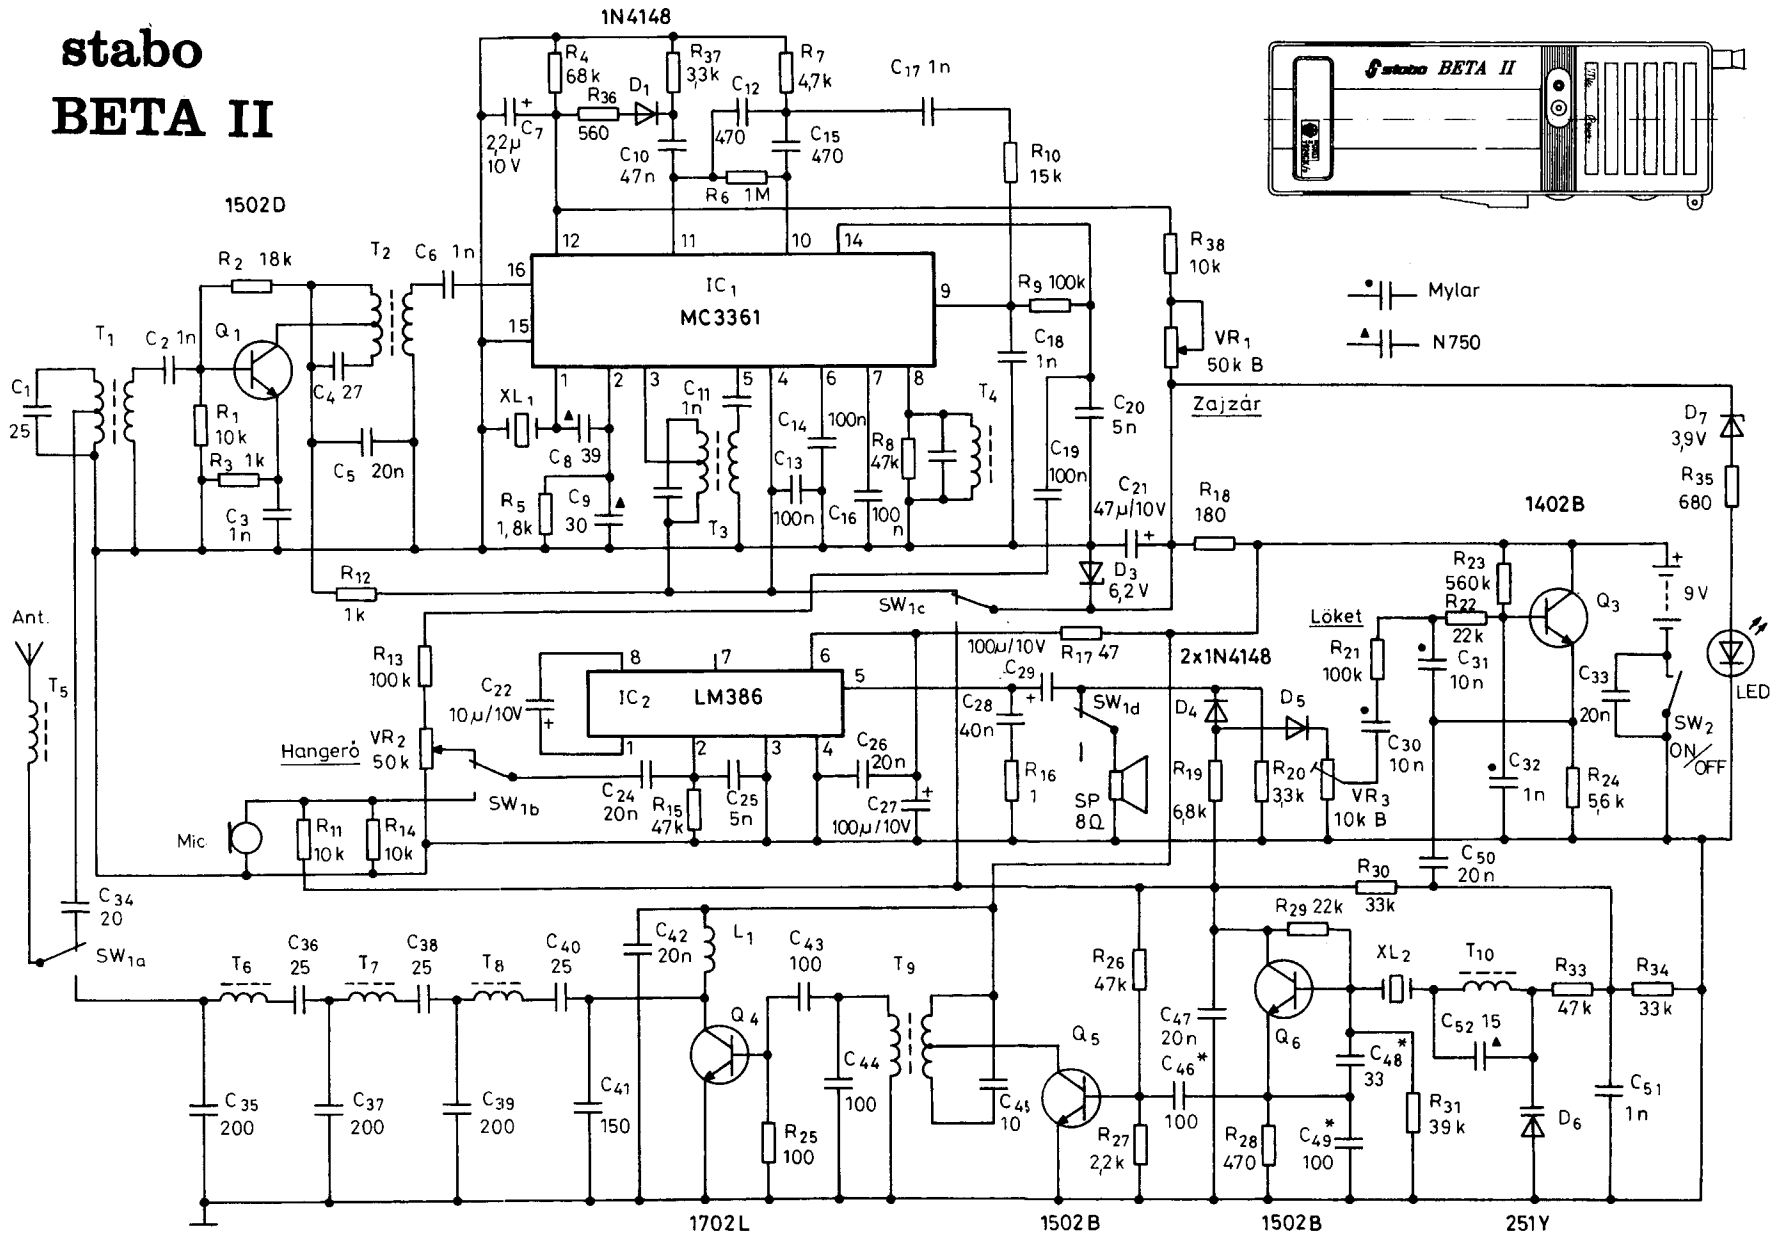 stabo
BETA II
1N4148
R4
68k
R37
3,3k
R7
4,7k
C17 1n
+
C7
2,2µ
10V
R36
560
D1
C12
470
C10
47n
C15
470
R6 1M
R10
15k
stabo BETA II
1502D
R2 18k
T2
C6 1n
16
12
11
10
14
IC1
MC3361
15
9
R9 100k
R38
10k
VR1
50k B
Zajzár
Mylar
N750
T1
C2 1n
Q1
C1
25
C4 27
R1
10k
R3 1k
C3
1n
C5 20n
1
2
3
5
4
6
7
8
XL1
C8 39
C11
1n
C14
100n
C13
100n
C16
100
n
R8
47k
T4
C18
1n
C19
100n
C20
5n
R5
1,8k
C9
30
T3
C21
47µ/10V
+
R18
180
D7
3,9V
R35
680
1402B
R12
1k
SW1c
D3
6,2V
R23
560k
R22
22k
Q3
+
9V
Löket
Ant.
T5
R13
100k
C22
10µ/10V
+
8
7
6
5
IC2
LM386
1
2
3
4
100µ/10V
R17 47
C29
+
2x1N4148
R21
100k
C31
10n
C33
20n
SW2
ON/OFF
LED
Hangerő
VR2
50k
SW1b
C24
20n
R15
47k
C25
5n
C26
20n
C27
100µ/10V
+
C28
40n
R16
1
SW1d
SP
8Ω
D4
D5
R19
6,8k
R20
3,3k
VR3
10k B
C30
10n
C32
1n
R24
5,6k
Mic
R11
10k
R14
10k
C34
20
SW1a
C50
20n
R30
33k
C36
25
C38
25
C40
25
T6
T7
T8
C42
20n
L1
C43
100
T9
R26
47k
R29 22k
XL2
T10
R33
47k
R34
33k
Q4
C47
20n
Q5
Q6
C46*
100
C48*
33
C52 15
C35
200
C37
200
C39
200
C41
150
R25
100
C44
100
C45
10
R27
2,2k
R28
470
C49*
100
R31
39k
D6
C51
1n
1702L
1502B
1502B
251Y